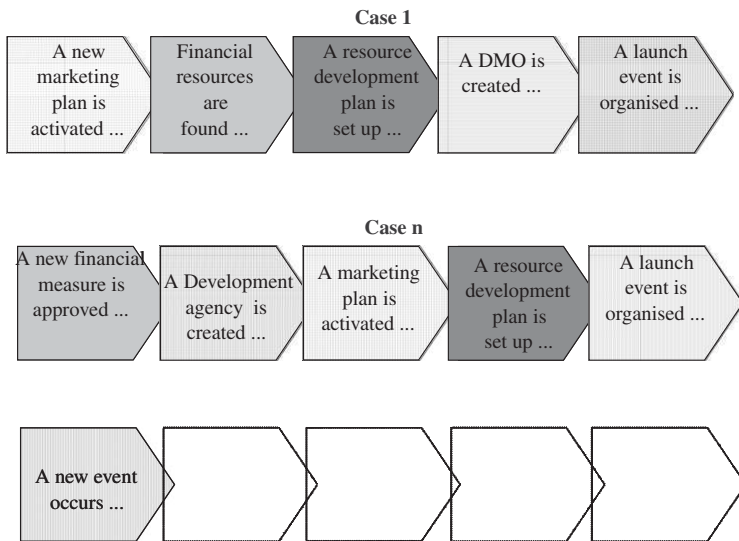 Case 1
A new
marketing
plan is
activated ...
Financial
resources
are
found ...
A resource
development
plan is
set up ...
A DMO is
created ...
A launch
event is
organised ...
Case n
A new financial
measure is
approved ...
A Development
agency is
created ...
A marketing
plan is
activated ...
A resource
development
plan is
set up ...
A launch
event is
organised ...
A new event
occurs ...